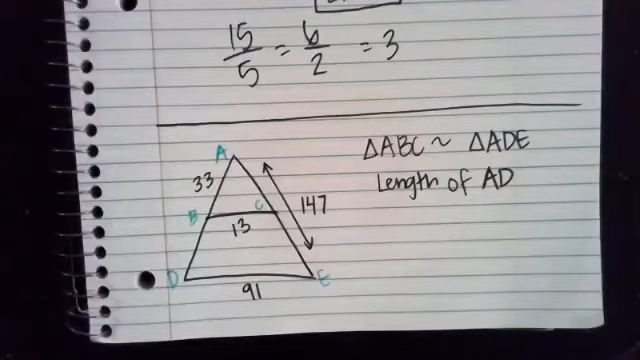 15/5 = 6/2 = 3
ΔABC ~ ΔADE
Length of AD
A
33
B
C
13
147
D
E
91